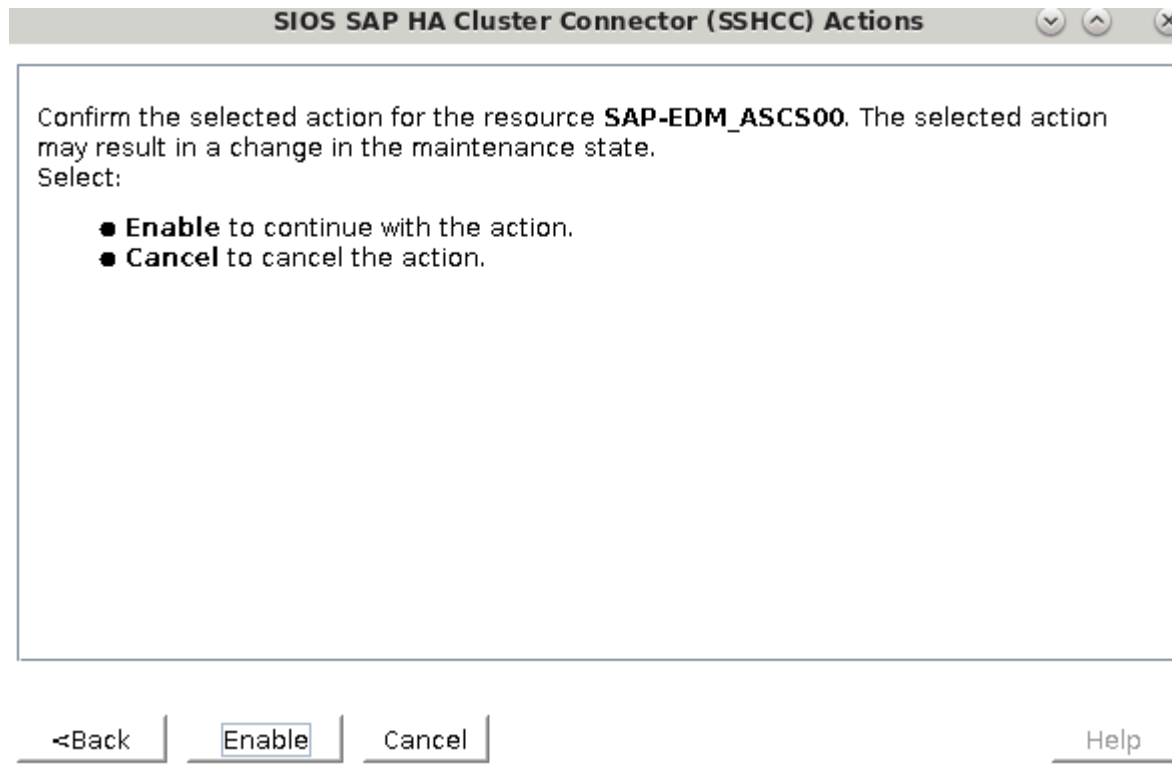 SIOS SAP HA Cluster Connector (SSHCC) Actions
Confirm the selected action for the resource SAP-EDM_ASCS00. The selected action
may result in a change in the maintenance state.
Select:
● Enable to continue with the action.
● Cancel to cancel the action.
<Back Enable Cancel Help